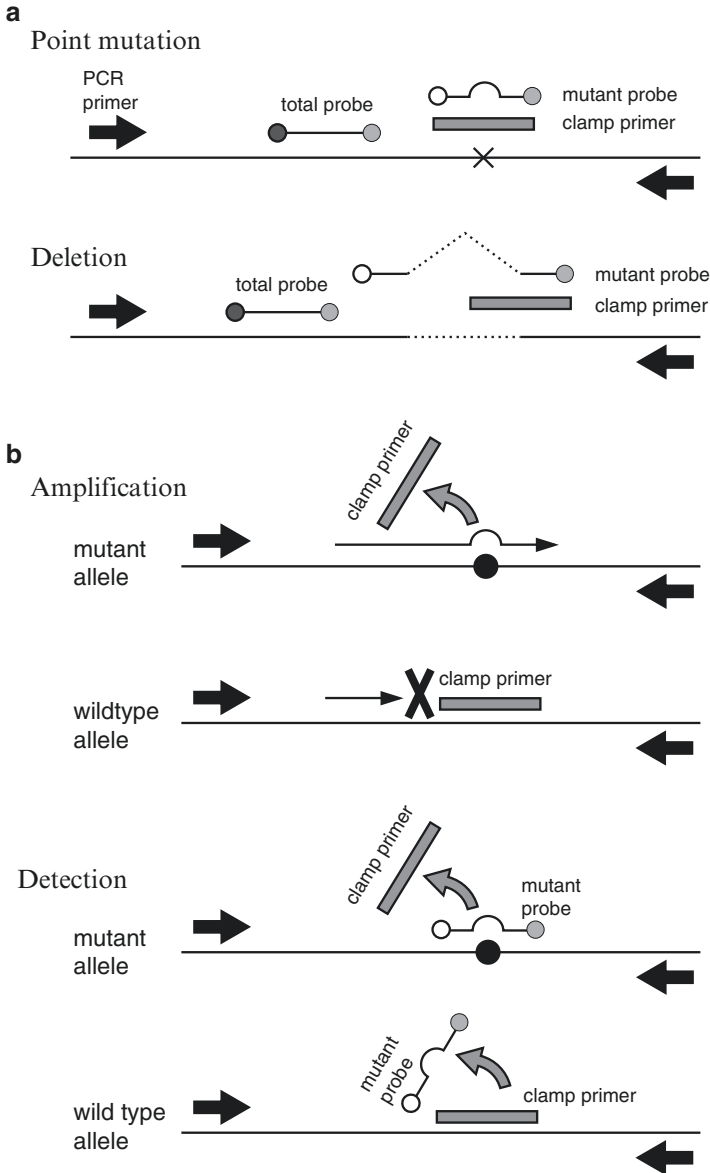 a
Point mutation
PCR
primer
total probe
mutant probe
clamp primer
Deletion
total probe
mutant probe
clamp primer
b
Amplification
clamp primer
mutant
allele
clamp primer
wildtype
allele
Detection
clamp primer
mutant
probe
mutant
allele
mutant
probe
clamp primer
wild type
allele